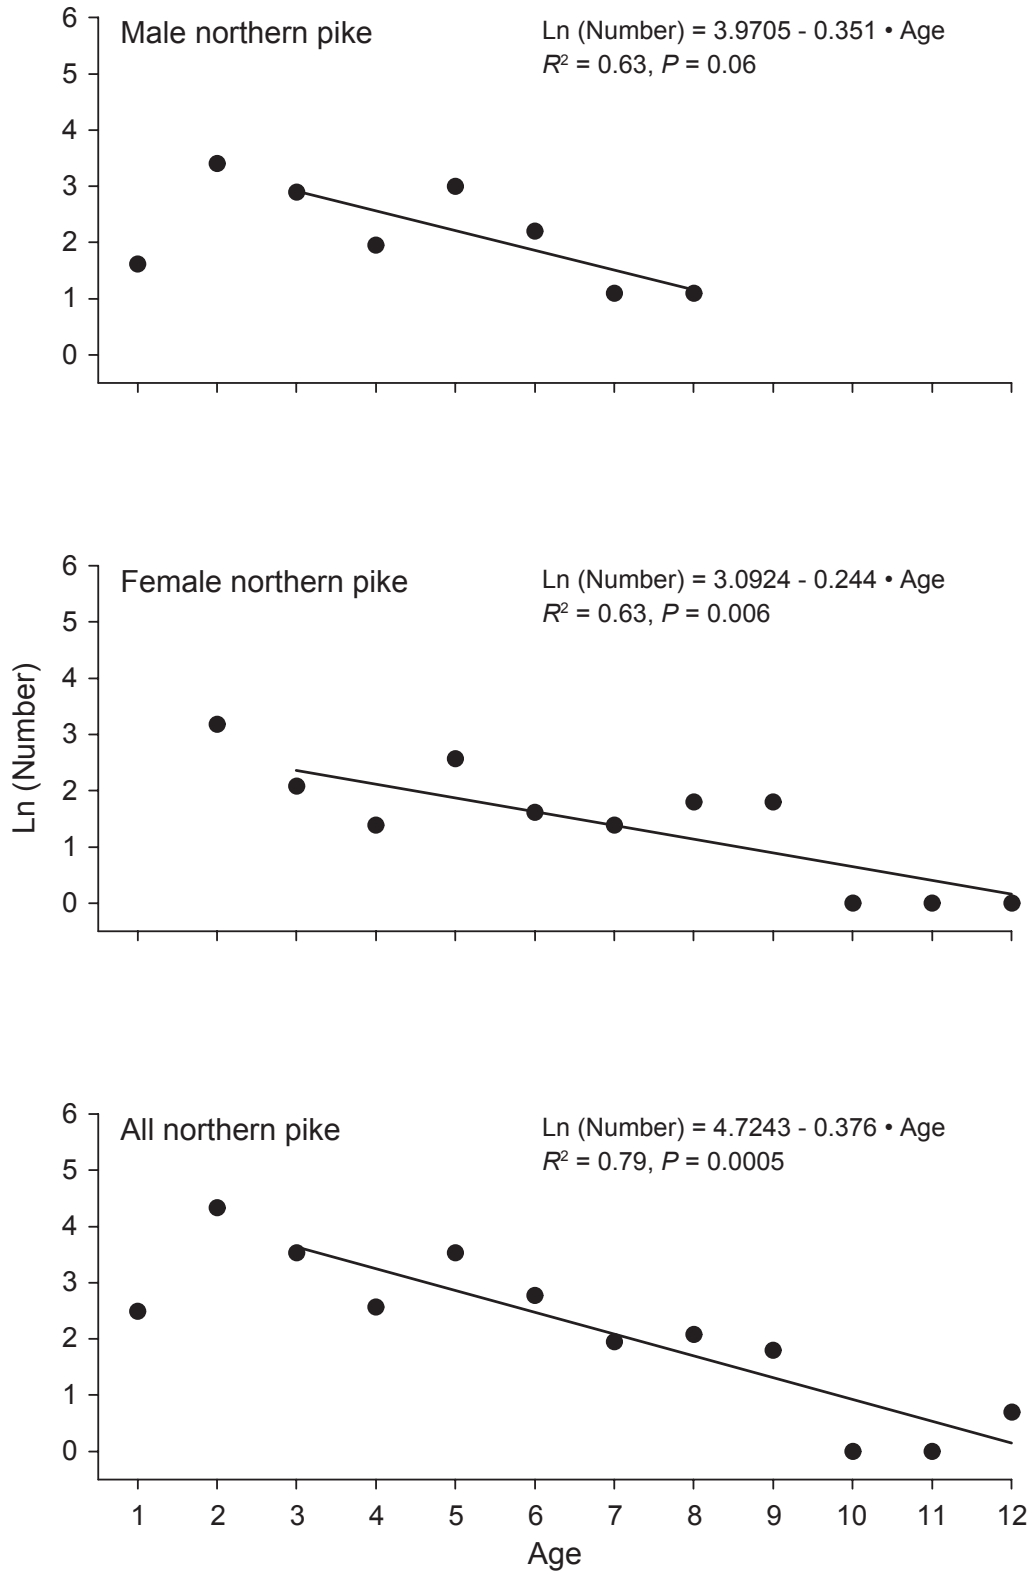 Male northern pike
Ln (Number) = 3.9705 - 0.351 • Age
R² = 0.63, P = 0.06
6
5
4
3
2
1
0
Female northern pike
Ln (Number) = 3.0924 - 0.244 • Age
R² = 0.63, P = 0.006
6
5
4
3
2
1
0
Ln (Number)
All northern pike
Ln (Number) = 4.7243 - 0.376 • Age
R² = 0.79, P = 0.0005
6
5
4
3
2
1
0
1 2 3 4 5 6 7 8 9 10 11 12
Age